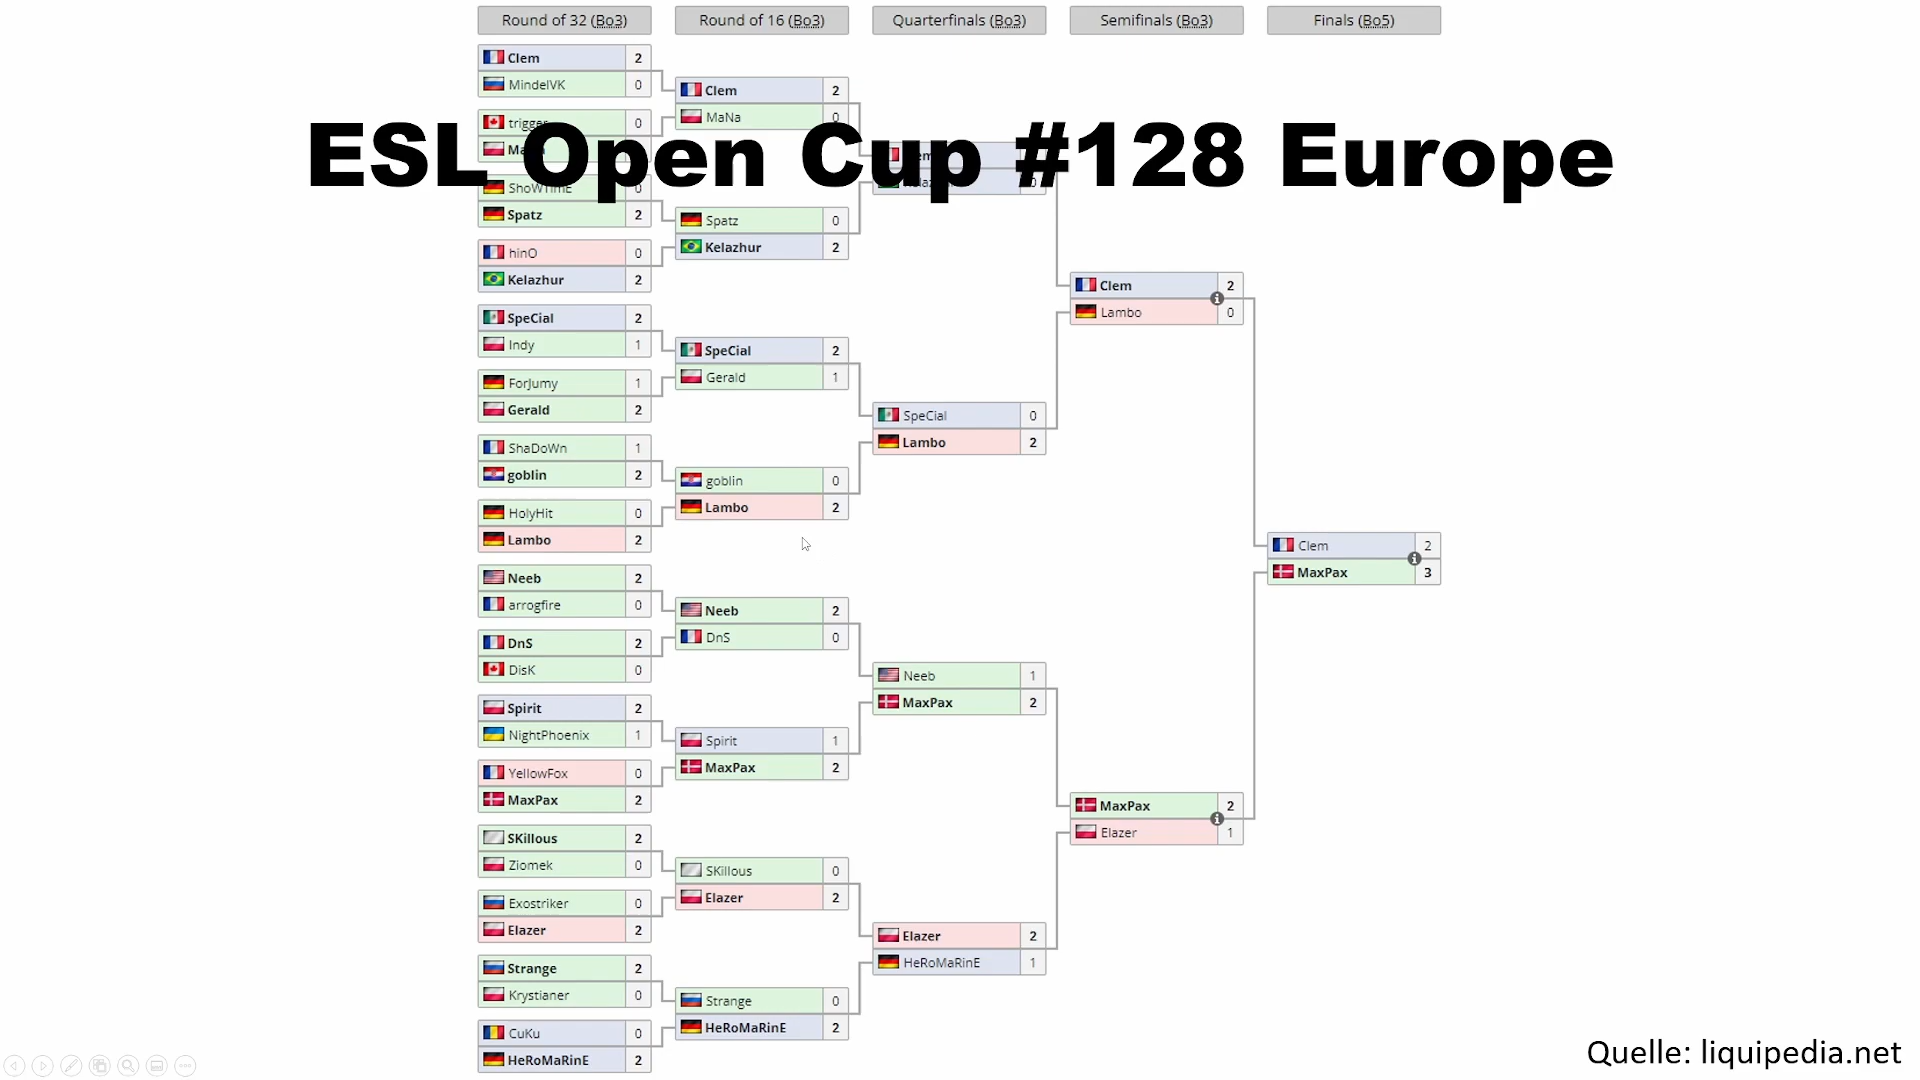 Round of 32 (Bo3)
Round of 16 (Bo3)
Quarterfinals (Bo3)
Semifinals (Bo3)
Finals (Bo5)
ESL Open Cup #128 Europe
Clem 2
MindelVK 0
trigger 0
ShoWTimE 0
Spatz 2
hinO 0
Kelazhur 2
SpeCial 2
Indy 1
ForJumy 1
Gerald 2
ShaDoWn 1
goblin 2
HolyHit 0
Lambo 2
Neeb 2
arrogfire 0
DnS 2
DisK 0
Spirit 2
NightPhoenix 1
YellowFox 0
MaxPax 2
SKillous 2
Ziomek 0
Exostriker 0
Elazer 2
Strange 2
Krystianer 0
CuKu 0
HeRoMaRinE 2
Clem 2
MaNa 0
Spatz 0
Kelazhur 2
SpeCial 2
Gerald 1
goblin 0
Lambo 2
Neeb 2
DnS 0
Spirit 1
MaxPax 2
SKillous 0
Elazer 2
Strange 0
HeRoMaRinE 2
SpeCial 0
Lambo 2
Neeb 1
MaxPax 2
Elazer 2
HeRoMaRinE 1
Clem 2
Lambo 0
MaxPax 2
Elazer 1
Clem 2
MaxPax 3
Quelle: liquipedia.net